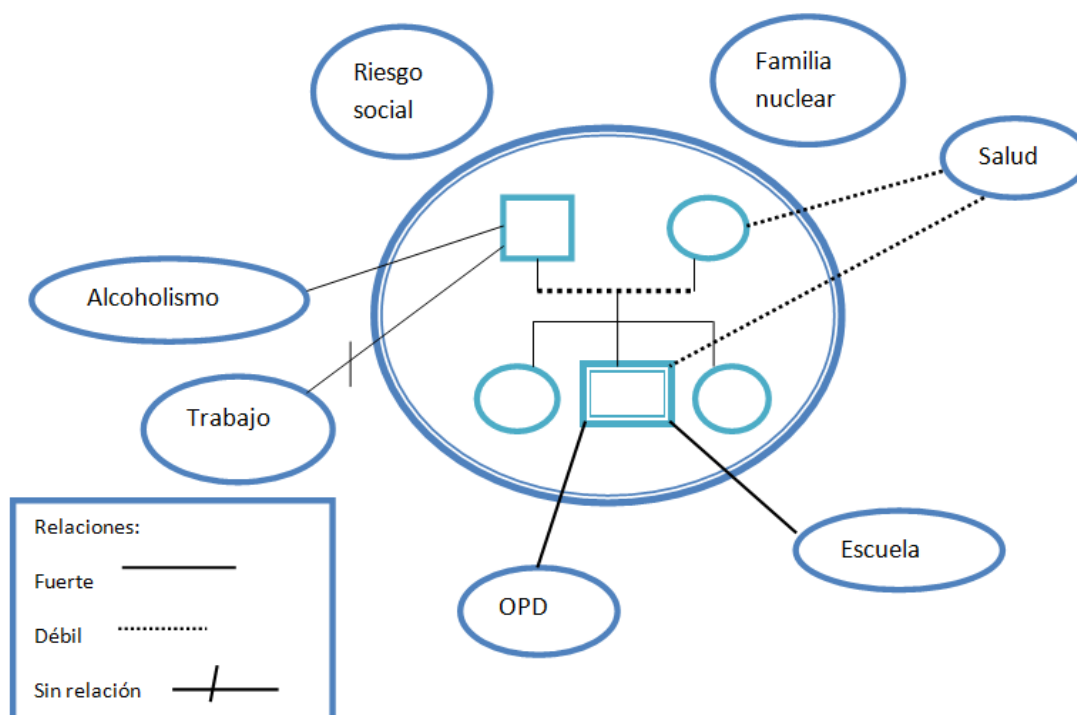 Riesgo
social
Familia
nuclear
Salud
Alcoholismo
Trabajo
Escuela
OPD
Relaciones:
Fuerte
Débil
Sin relación